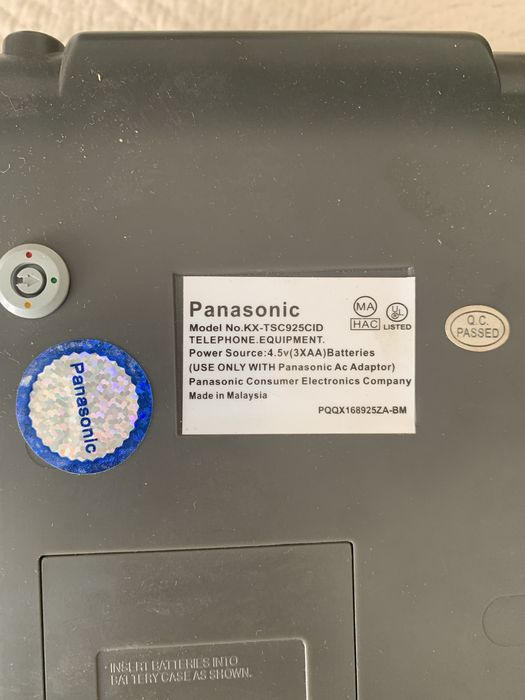 Panasonic
Model No.KX-TSC925CID
TELEPHONE.EQUIPMENT.
Power Source:4.5v(3XAA)Batteries
(USE ONLY WITH Panasonic Ac Adaptor)
Panasonic Consumer Electronics Company
Made in Malaysia
PQQX168925ZA-BM
MA
HAC
UL
LISTED
Q.C.
PASSED
Panasonic
INSERT BATTERIES INTO
BATTERY CASE AS SHOWN.